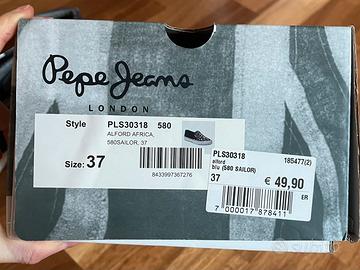 Pepe Jeans
LONDON
Style PLS30318 580
ALFORD AFRICA,
580SAILOR, 37
Size: 37
8433997367276
PLS30318 185477(2)
alford
blu (580 SAILOR)
37 € 49,90
ER
7 000017 878411